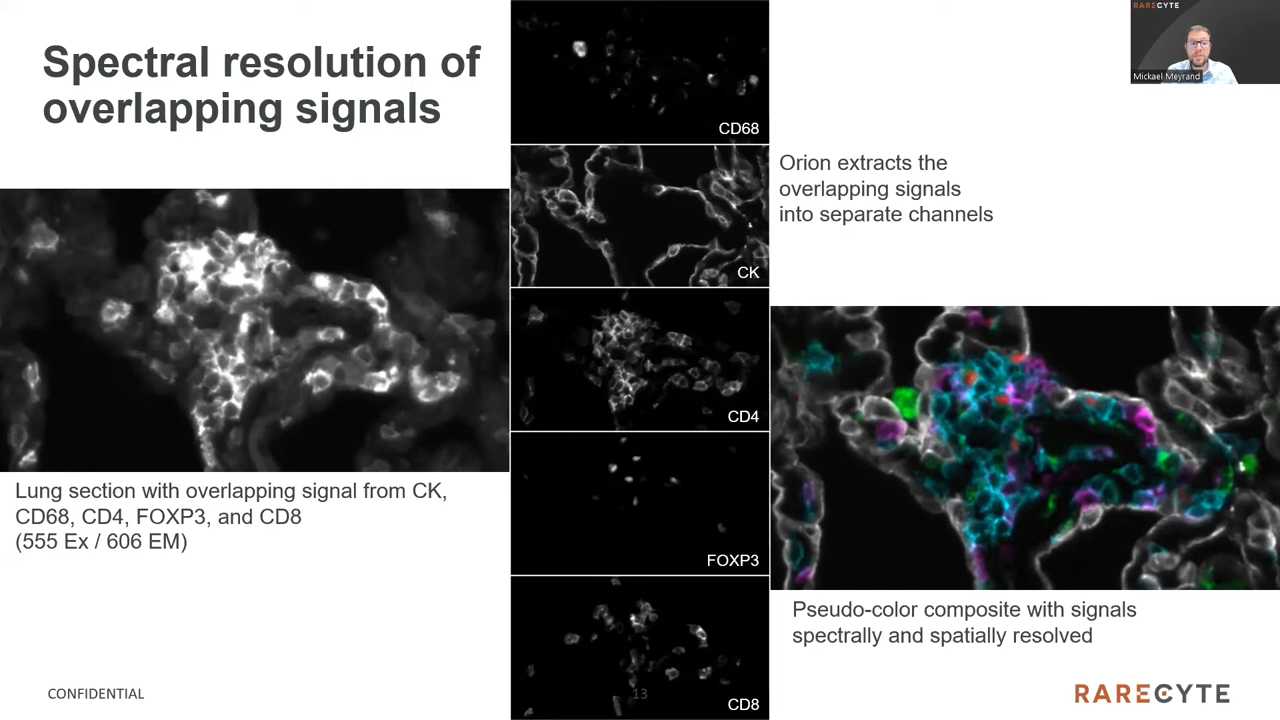 Spectral resolution of
overlapping signals
CD68
CK
CD4
FOXP3
CD8
RARECYTE
Mickael Meyrand
Orion extracts the
overlapping signals
into separate channels
Lung section with overlapping signal from CK,
CD68, CD4, FOXP3, and CD8
(555 Ex / 606 EM)
Pseudo-color composite with signals
spectrally and spatially resolved
CONFIDENTIAL
13
RARECYTE